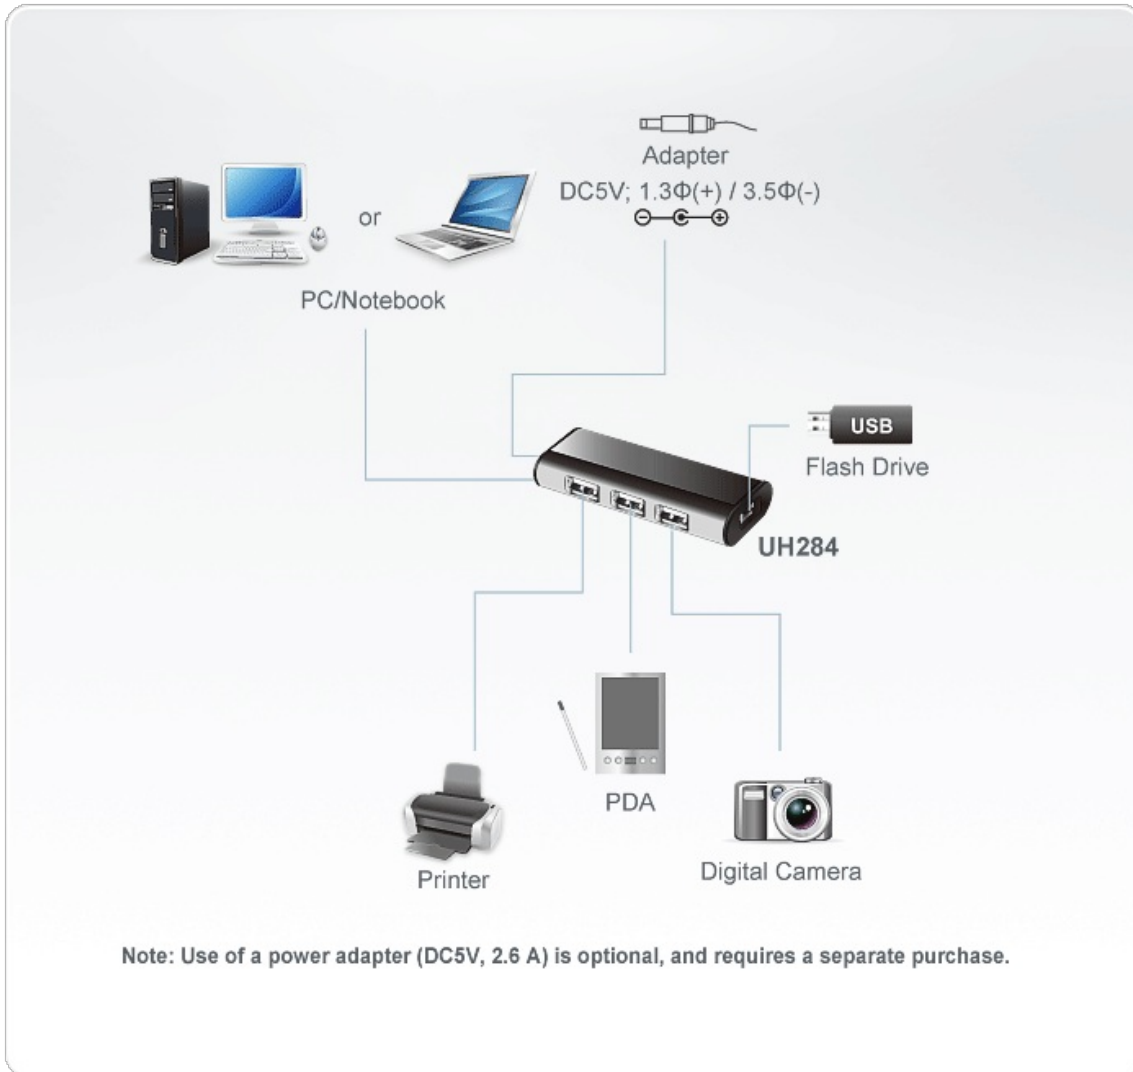 Adapter
DC5V; 1.3Φ(+) / 3.5Φ(-)
or
PC/Notebook
USB
Flash Drive
UH284
PDA
Printer
Digital Camera
Note: Use of a power adapter (DC5V, 2.6 A) is optional, and requires a separate purchase.